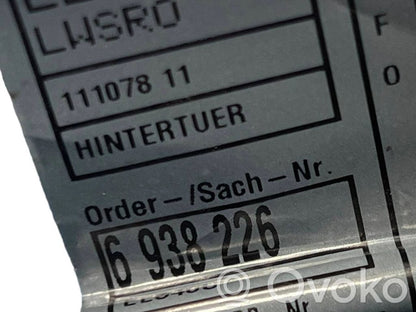 LWSRO
111078 11
HINTERTUER
Order-/Sach-Nr.
6 938 226
F
O
© Ovoko